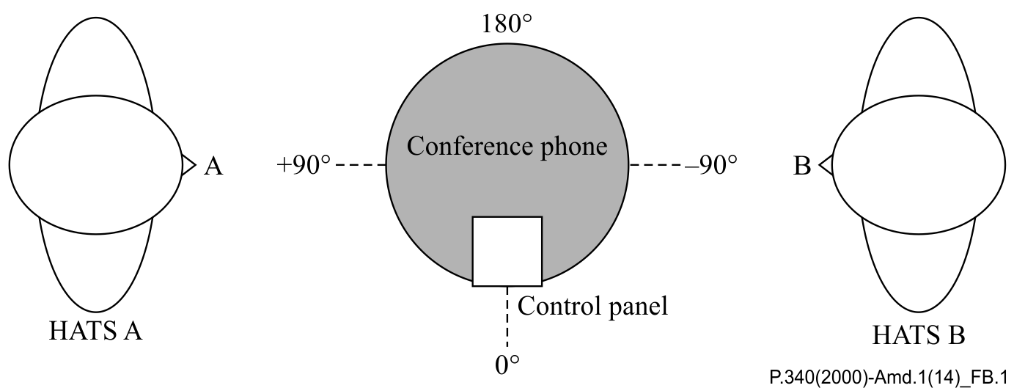 180°
Conference phone
+90°
A
–90°
B
Control panel
HATS A
HATS B
0°
P.340(2000)-Amd.1(14)_FB.1